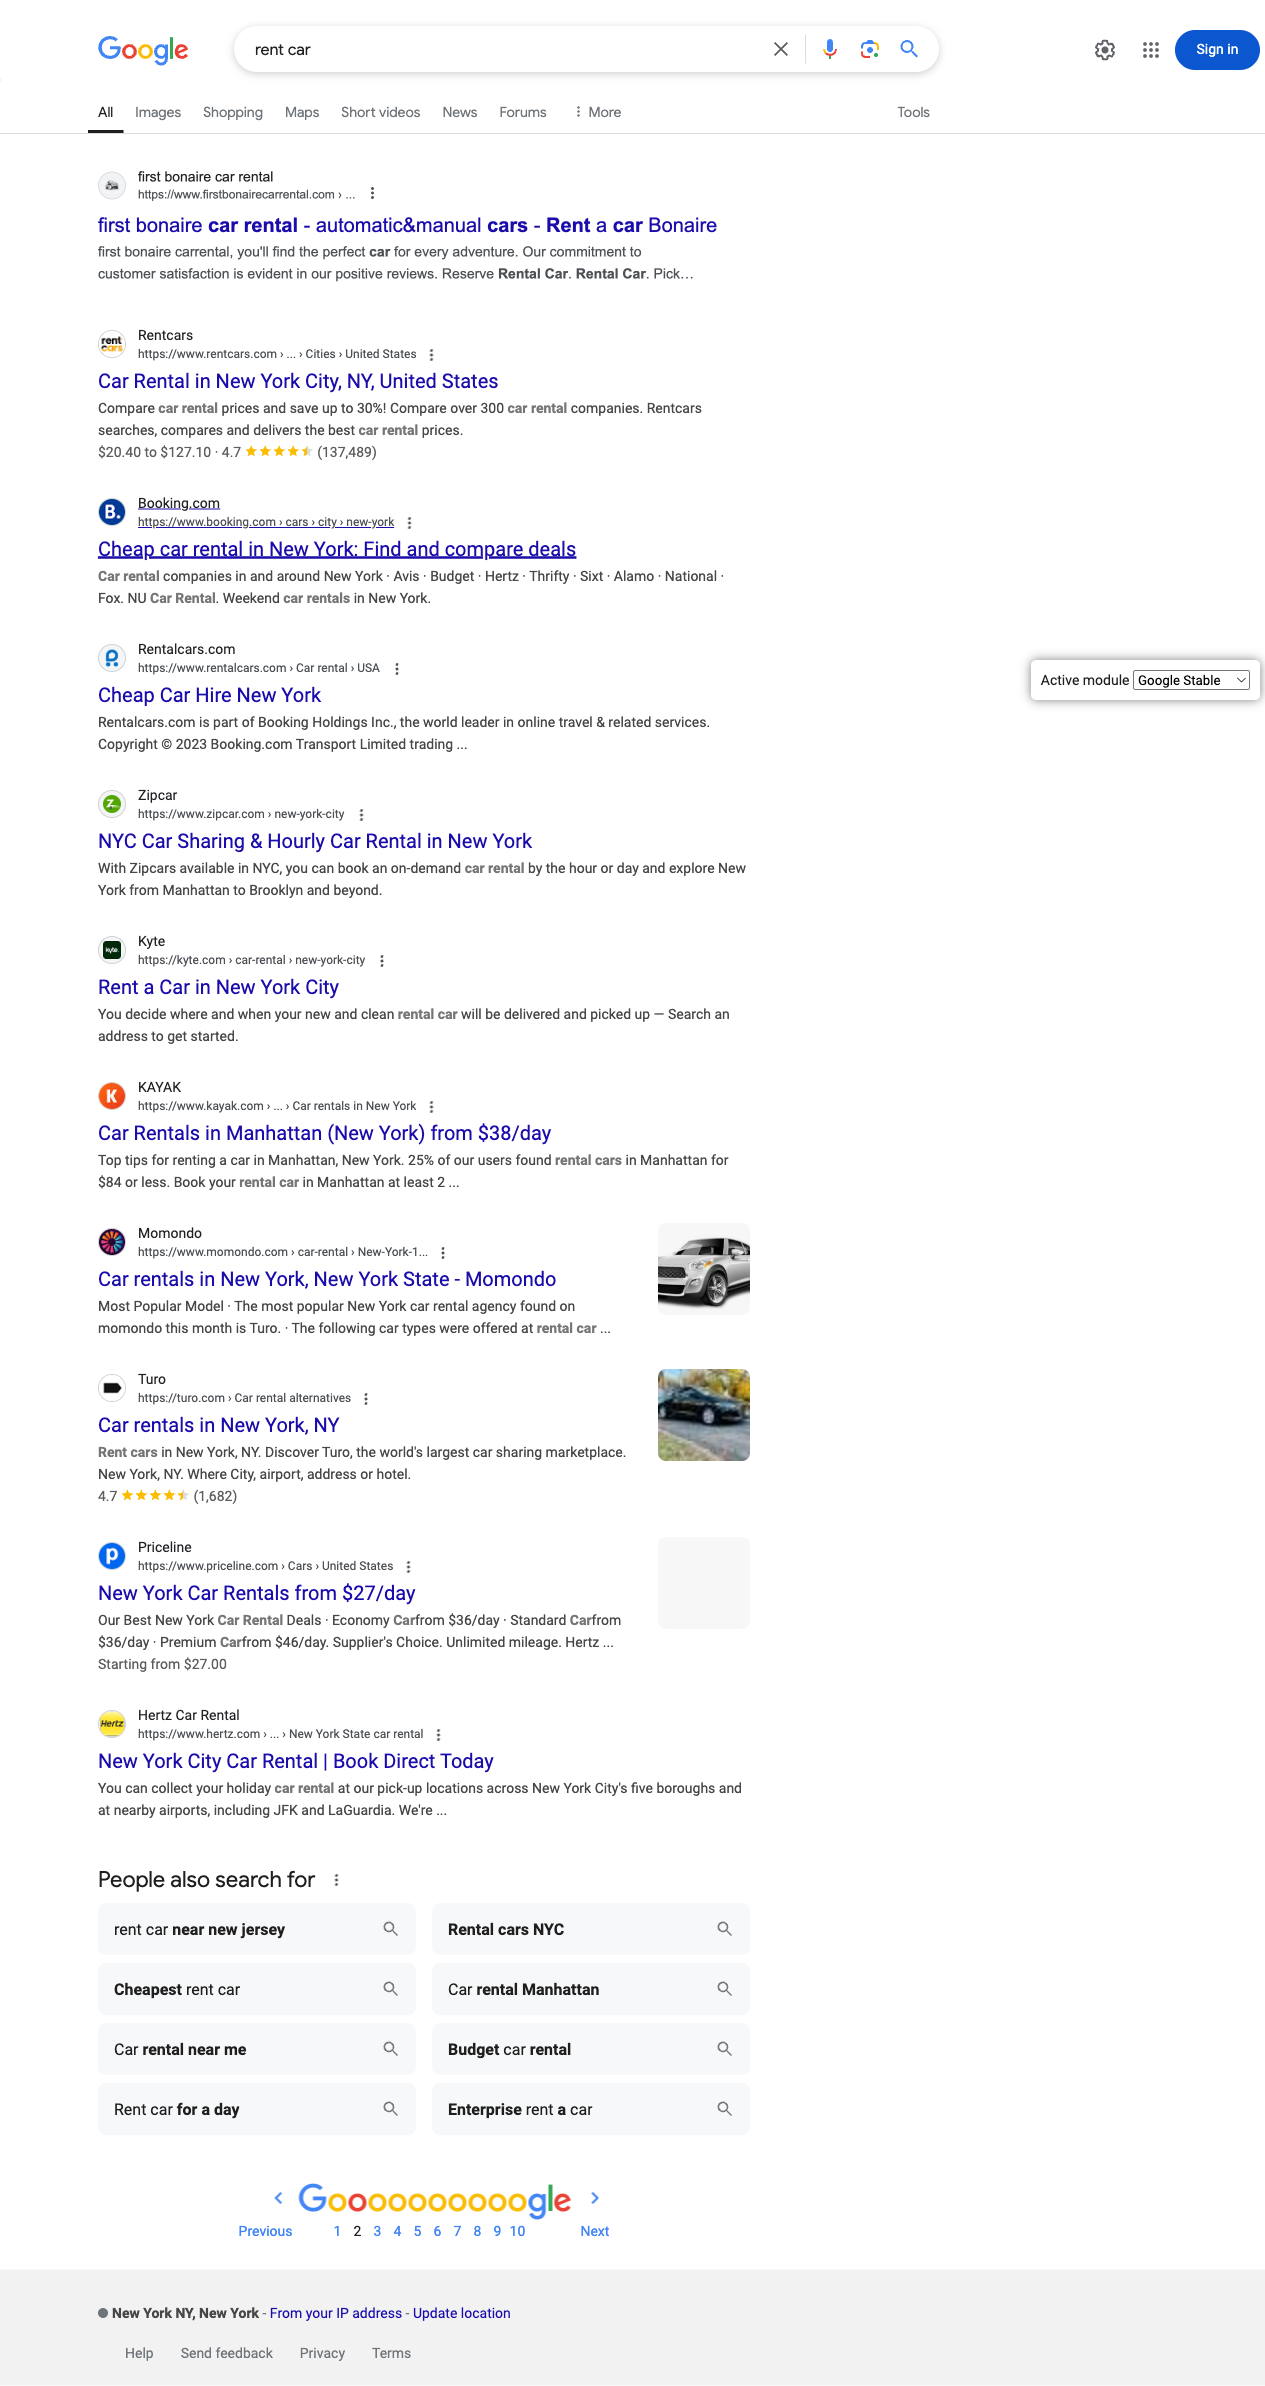 Google
rent car
Sign in
All
Images
Shopping
Maps
Short videos
News
Forums
More
Tools
first bonaire car rental
https://www.firstbonairecarrental.com › ...
first bonaire car rental - automatic&manual cars - Rent a car Bonaire
first bonaire carrental, you'll find the perfect car for every adventure. Our commitment to
customer satisfaction is evident in our positive reviews. Reserve Rental Car. Rental Car. Pick…
rent
cars
Rentcars
https://www.rentcars.com › ... › Cities › United States
Car Rental in New York City, NY, United States
Compare car rental prices and save up to 30%! Compare over 300 car rental companies. Rentcars
searches, compares and delivers the best car rental prices.
$20.40 to $127.10 · 4.7 (137,489)
B.
Booking.com
https://www.booking.com › cars › city › new-york
Cheap car rental in New York: Find and compare deals
Car rental companies in and around New York · Avis · Budget · Hertz · Thrifty · Sixt · Alamo · National ·
Fox. NU Car Rental. Weekend car rentals in New York.
Rentalcars.com
https://www.rentalcars.com › Car rental › USA
Cheap Car Hire New York
Rentalcars.com is part of Booking Holdings Inc., the world leader in online travel & related services.
Copyright © 2023 Booking.com Transport Limited trading ...
Active module Google Stable
Z
Zipcar
https://www.zipcar.com › new-york-city
NYC Car Sharing & Hourly Car Rental in New York
With Zipcars available in NYC, you can book an on-demand car rental by the hour or day and explore New
York from Manhattan to Brooklyn and beyond.
kyte.
Kyte
https://kyte.com › car-rental › new-york-city
Rent a Car in New York City
You decide where and when your new and clean rental car will be delivered and picked up — Search an
address to get started.
K
KAYAK
https://www.kayak.com › ... › Car rentals in New York
Car Rentals in Manhattan (New York) from $38/day
Top tips for renting a car in Manhattan, New York. 25% of our users found rental cars in Manhattan for
$84 or less. Book your rental car in Manhattan at least 2 ...
Momondo
https://www.momondo.com › car-rental › New-York-1...
Car rentals in New York, New York State - Momondo
Most Popular Model · The most popular New York car rental agency found on
momondo this month is Turo. · The following car types were offered at rental car ...
Turo
https://turo.com › Car rental alternatives
Car rentals in New York, NY
Rent cars in New York, NY. Discover Turo, the world's largest car sharing marketplace.
New York, NY. Where City, airport, address or hotel.
4.7 (1,682)
p
Priceline
https://www.priceline.com › Cars › United States
New York Car Rentals from $27/day
Our Best New York Car Rental Deals · Economy Carfrom $36/day · Standard Carfrom
$36/day · Premium Carfrom $46/day. Supplier's Choice. Unlimited mileage. Hertz ...
Starting from $27.00
Hertz
Hertz Car Rental
https://www.hertz.com › ... › New York State car rental
New York City Car Rental | Book Direct Today
You can collect your holiday car rental at our pick-up locations across New York City's five boroughs and
at nearby airports, including JFK and LaGuardia. We're ...
People also search for
rent car near new jersey
Rental cars NYC
Cheapest rent car
Car rental Manhattan
Car rental near me
Budget car rental
Rent car for a day
Enterprise rent a car
Goooooooooogle
Previous 1 2 3 4 5 6 7 8 9 10 Next
New York NY, New York - From your IP address - Update location
Help Send feedback Privacy Terms